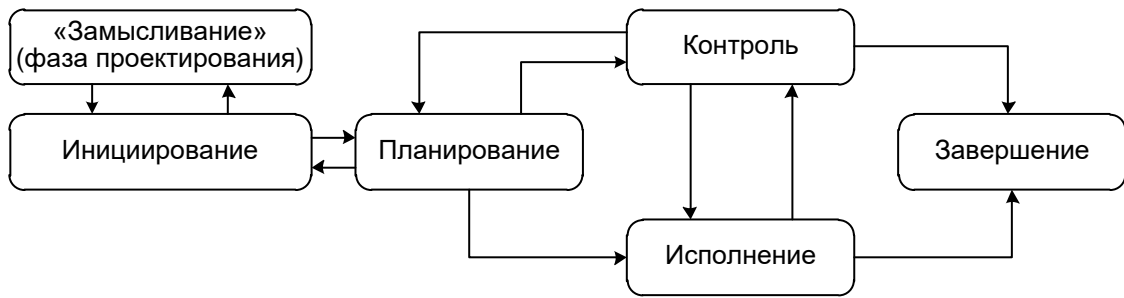 «Замысливание»
(фаза проектирования)
Контроль
Инициирование
Планирование
Завершение
Исполнение